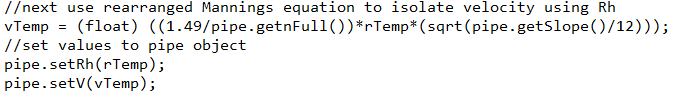 //next use rearranged Mannings equation to isolate velocity using Rh
vTemp = (float) ((1.49/pipe.getnFull())*rTemp*(sqrt(pipe.getSlope()/12)));
//set values to pipe object
pipe.setRh(rTemp);
pipe.setV(vTemp);